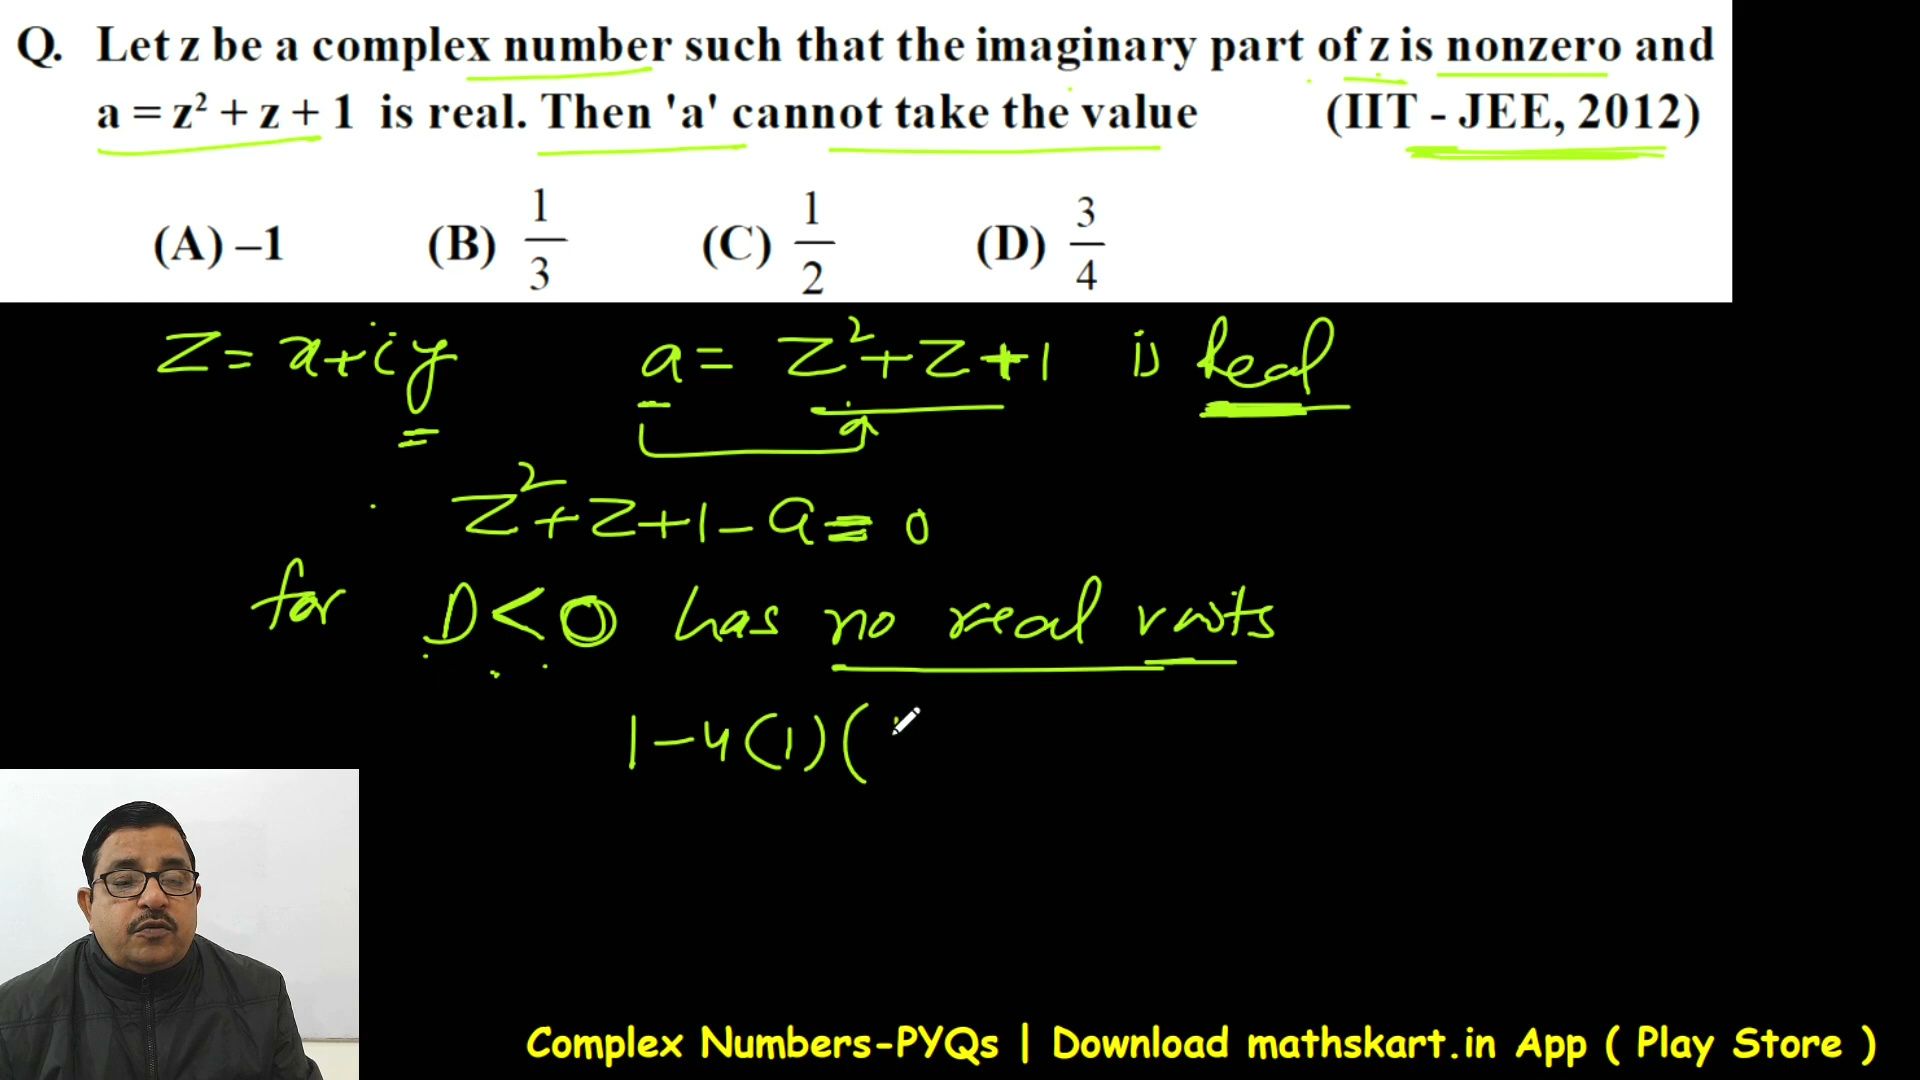 Q. Let z be a complex number such that the imaginary part of z is nonzero and
a = z² + z + 1 is real. Then 'a' cannot take the value (IIT - JEE, 2012)
(A) –1 (B) 1/3 (C) 1/2 (D) 3/4
z = x+iy a = z²+z+1 is Real
z²+z+1-a = 0
for D<0 has no real roots
1-4(1)(
Complex Numbers-PYQs | Download mathskart.in App ( Play Store )